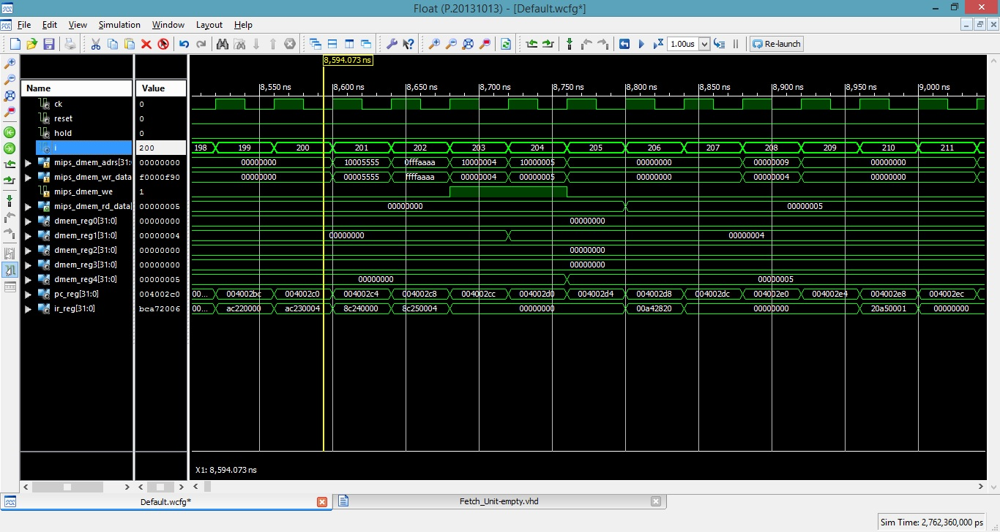 Float (P.20131013) - [Default.wcfg*]
File Edit View Simulation Window Layout Help
1.00us Re-launch
8,594.073 ns
8,550 ns 8,600 ns 8,650 ns 8,700 ns 8,750 ns 8,800 ns 8,850 ns 8,900 ns 8,950 ns 9,000 ns
Name Value
ck 0
reset 0
hold 0
i 200 198 199 200 201 202 203 204 205 206 207 208 209 210 211
mips_dmem_adrs[31: 00000000 00000000 10005555 0fffaaaa 10000004 10000005 00000000 00000009 00000000
mips_dmem_wr_data f0000f90 00000000 00005555 ffffaaaa 00000004 00000005 00000000 00000004 00000000
mips_dmem_we 1
mips_dmem_rd_data[ 00000005 00000000 00000005
dmem_reg0[31:0] 00000000 00000000
dmem_reg1[31:0] 00000004 00000000 00000004
dmem_reg2[31:0] 00000000 00000000
dmem_reg3[31:0] 00000000 00000000
dmem_reg4[31:0] 00000005 00000000 00000005
pc_reg[31:0] 004002c0 00... 004002bc 004002c0 004002c4 004002c8 004002cc 004002d0 004002d4 004002d8 004002dc 004002e0 004002e4 004002e8 004002ec
ir_reg[31:0] bca72006 00... ac220000 ac230004 8c240000 8c250004 00000000 00a42820 00000000 20a50001 00000000
X1: 8,594.073 ns
Default.wcfg* Fetch_Unit-empty.vhd
Sim Time: 2,762,360,000 ps